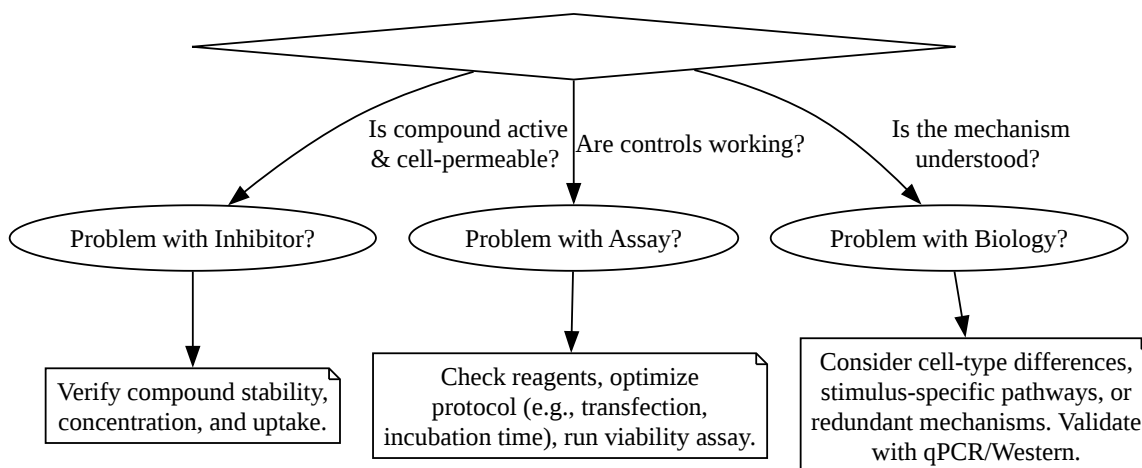 Is compound active
& cell-permeable?
Are controls working?
Is the mechanism
understood?
Problem with Inhibitor?
Problem with Assay?
Problem with Biology?
Verify compound stability,
concentration, and uptake.
Check reagents, optimize
protocol (e.g., transfection,
incubation time), run viability assay.
Consider cell-type differences,
stimulus-specific pathways, or
redundant mechanisms. Validate
with qPCR/Western.